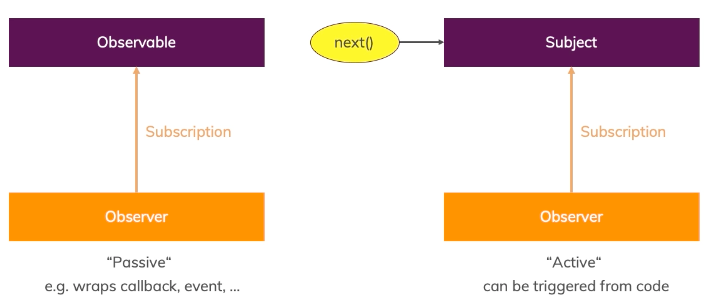 Observable
next()
Subject
Subscription
Subscription
Observer
Observer
“Passive“
“Active“
e.g. wraps callback, event, ...
can be triggered from code